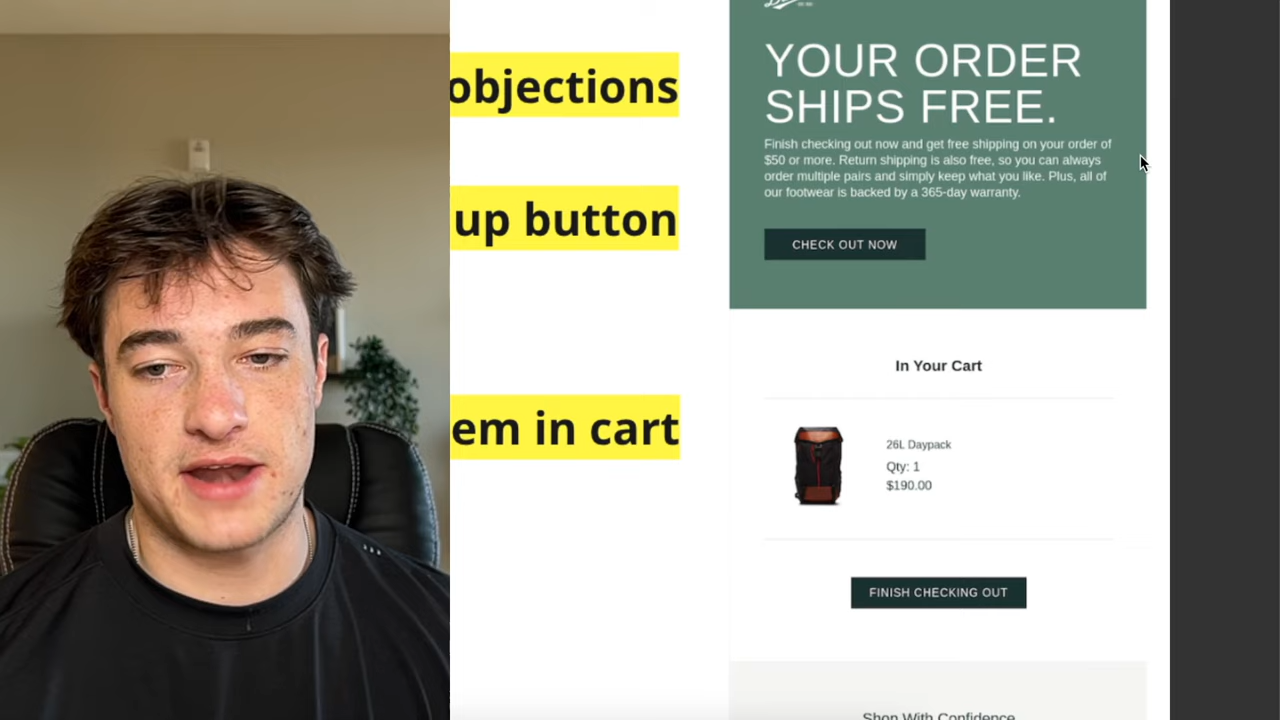 objections
up button
em in cart
YOUR ORDER
SHIPS FREE.
Finish checking out now and get free shipping on your order of
$50 or more. Return shipping is also free, so you can always
order multiple pairs and simply keep what you like. Plus, all of
our footwear is backed by a 365-day warranty.
CHECK OUT NOW
In Your Cart
26L Daypack
Qty: 1
$190.00
FINISH CHECKING OUT
Shop With Confidence